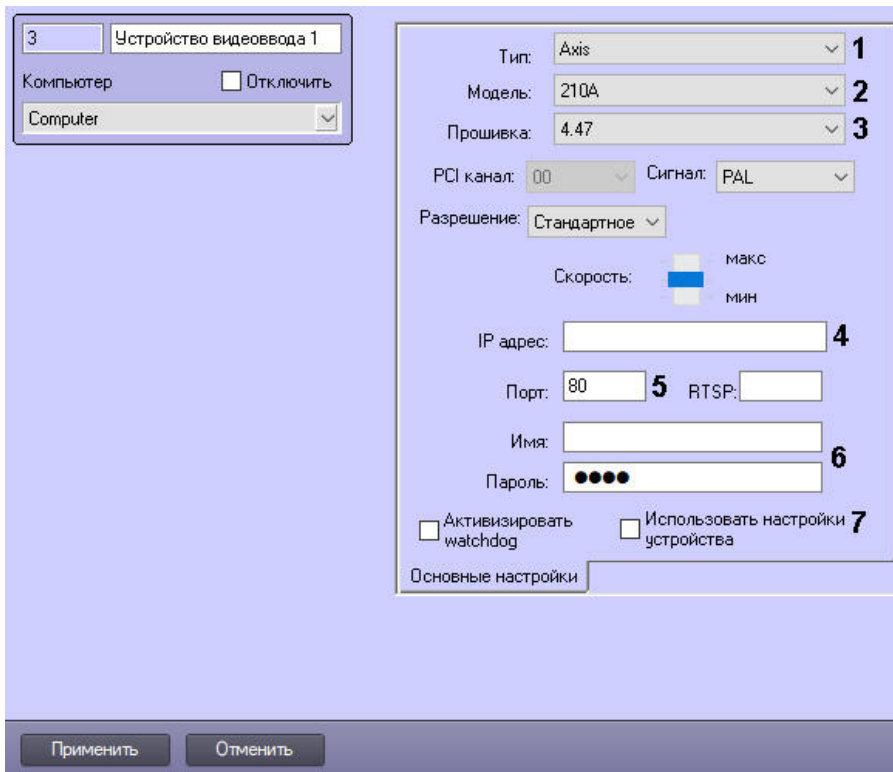 3 Устройство видеоввода 1
Компьютер Отключить
Computer
Тип: Axis 1
Модель: 210A 2
Прошивка: 4.47 3
PCI канал: 00 Сигнал: PAL
Разрешение: Стандартное
макс
Скорость:
мин
IP адрес: 4
Порт: 80 5 RTSP:
Имя:
6
Пароль: ●●●●
Активизировать watchdog
Использовать настройки устройства 7
Основные настройки
Применить Отменить